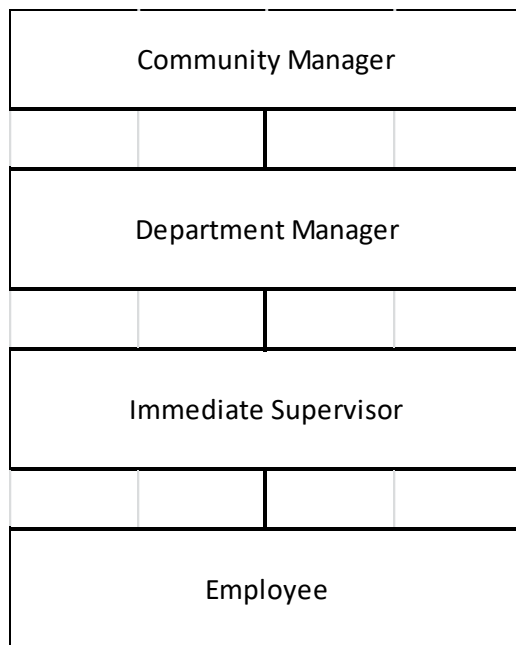 Community Manager
Department Manager
Immediate Supervisor
Employee